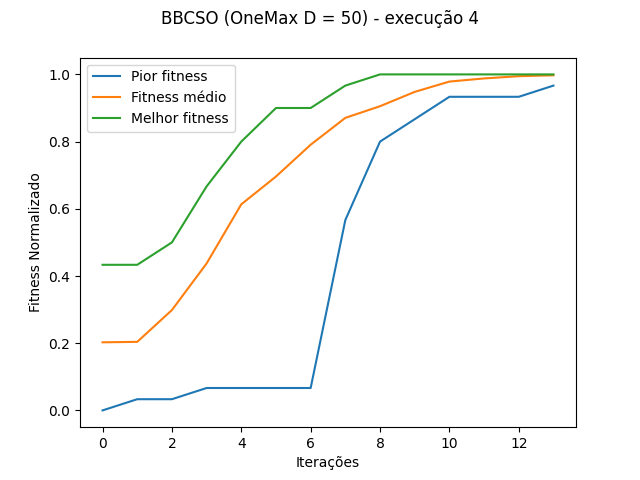 BBCSO (OneMax D = 50) - execução 4
Pior fitness
Fitness médio
Melhor fitness
Fitness Normalizado
1.0
0.8
0.6
0.4
0.2
0.0
0 2 4 6 8 10 12
Iterações